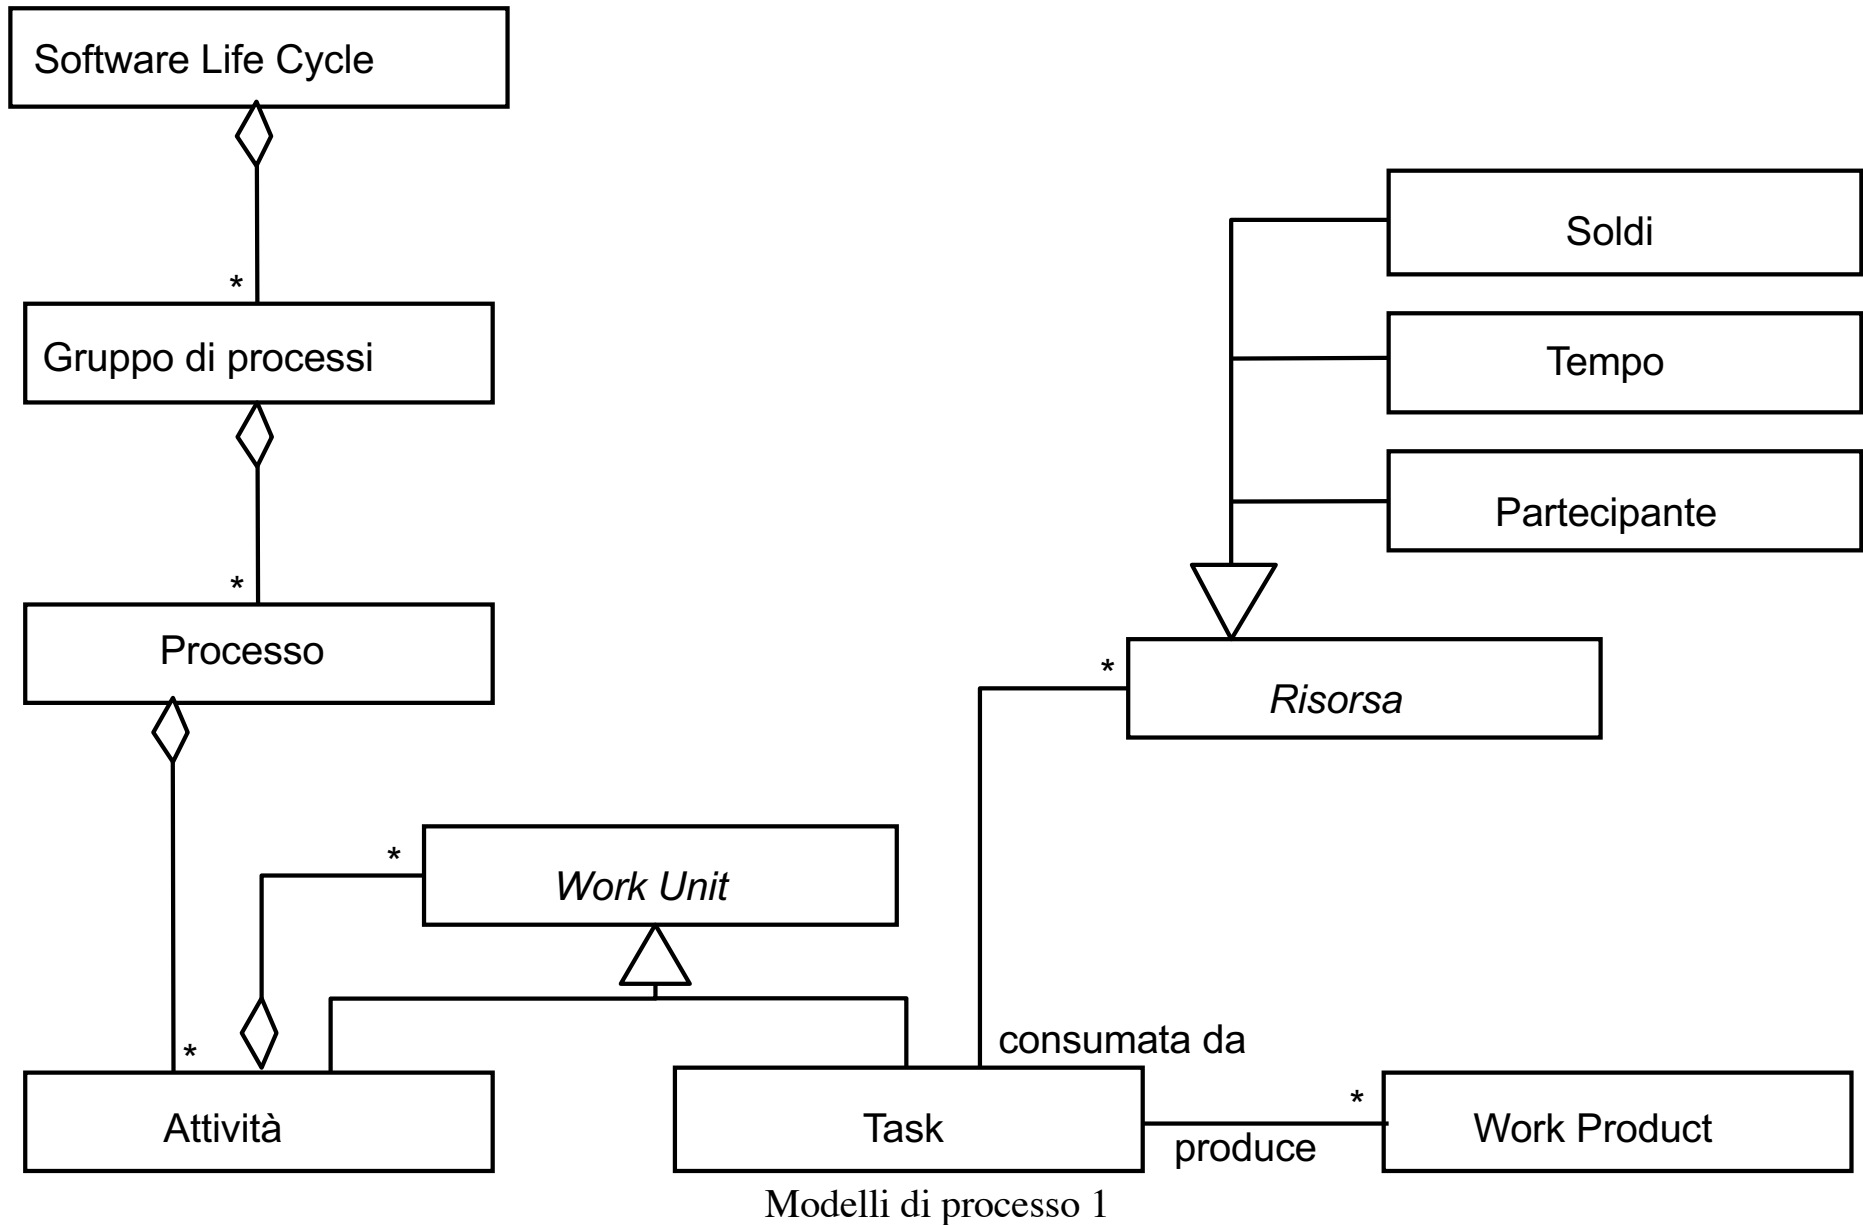 Software Life Cycle
*
Gruppo di processi
*
Processo
*
Attività
*
Work Unit
Soldi
Tempo
Partecipante
*
Risorsa
consumata da
Task
produce
*
Work Product
Modelli di processo 1